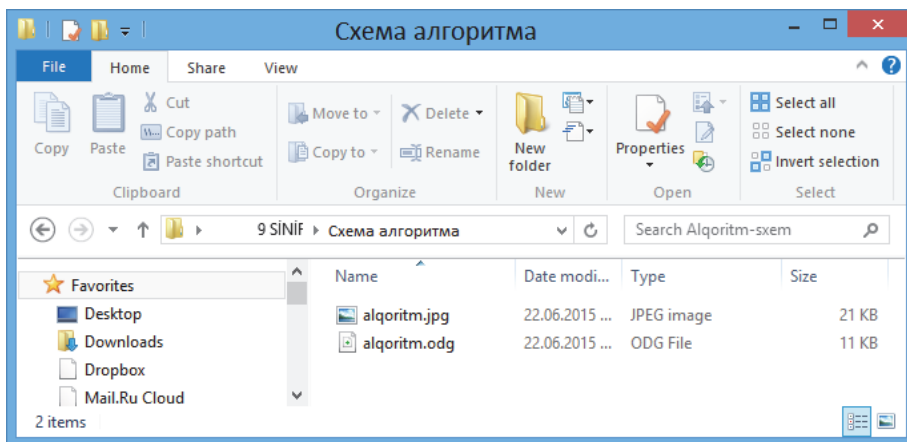 Схема алгоритма
File Home Share View
Copy
Paste
Cut
Copy path
Paste shortcut
Clipboard
Move to
Copy to
Delete
Rename
Organize
New folder
New
Properties
Open
Select all
Select none
Invert selection
Select
9 SİNİF Схема алгоритма
Search Alqoritm-sxem
Favorites
Desktop
Downloads
Dropbox
Mail.Ru Cloud
Name Date modi... Type Size
alqoritm.jpg 22.06.2015 ... JPEG image 21 KB
alqoritm.odg 22.06.2015 ... ODG File 11 KB
2 items